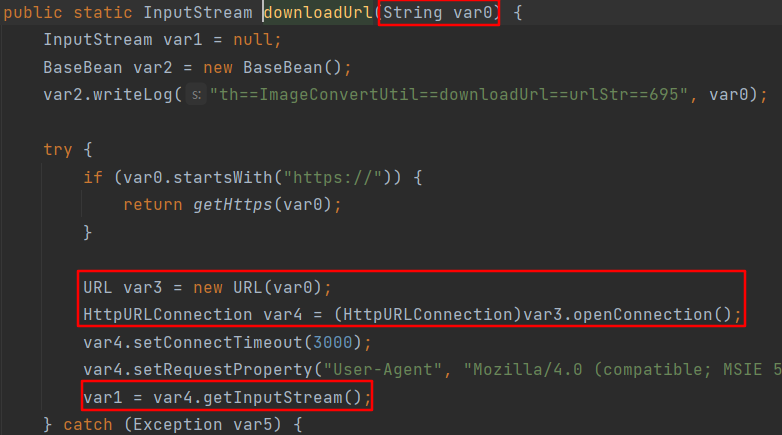 public static InputStream downloadUrl(String var0) {
InputStream var1 = null;
BaseBean var2 = new BaseBean();
var2.writeLog( s: "th==ImageConvertUtil==downloadUrl==urlStr==695", var0);
try {
if (var0.startsWith("https://")) {
return getHttps(var0);
}
URL var3 = new URL(var0);
HttpURLConnection var4 = (HttpURLConnection)var3.openConnection();
var4.setConnectTimeout(3000);
var4.setRequestProperty("User-Agent", "Mozilla/4.0 (compatible; MSIE 5
var1 = var4.getInputStream();
} catch (Exception var5) {